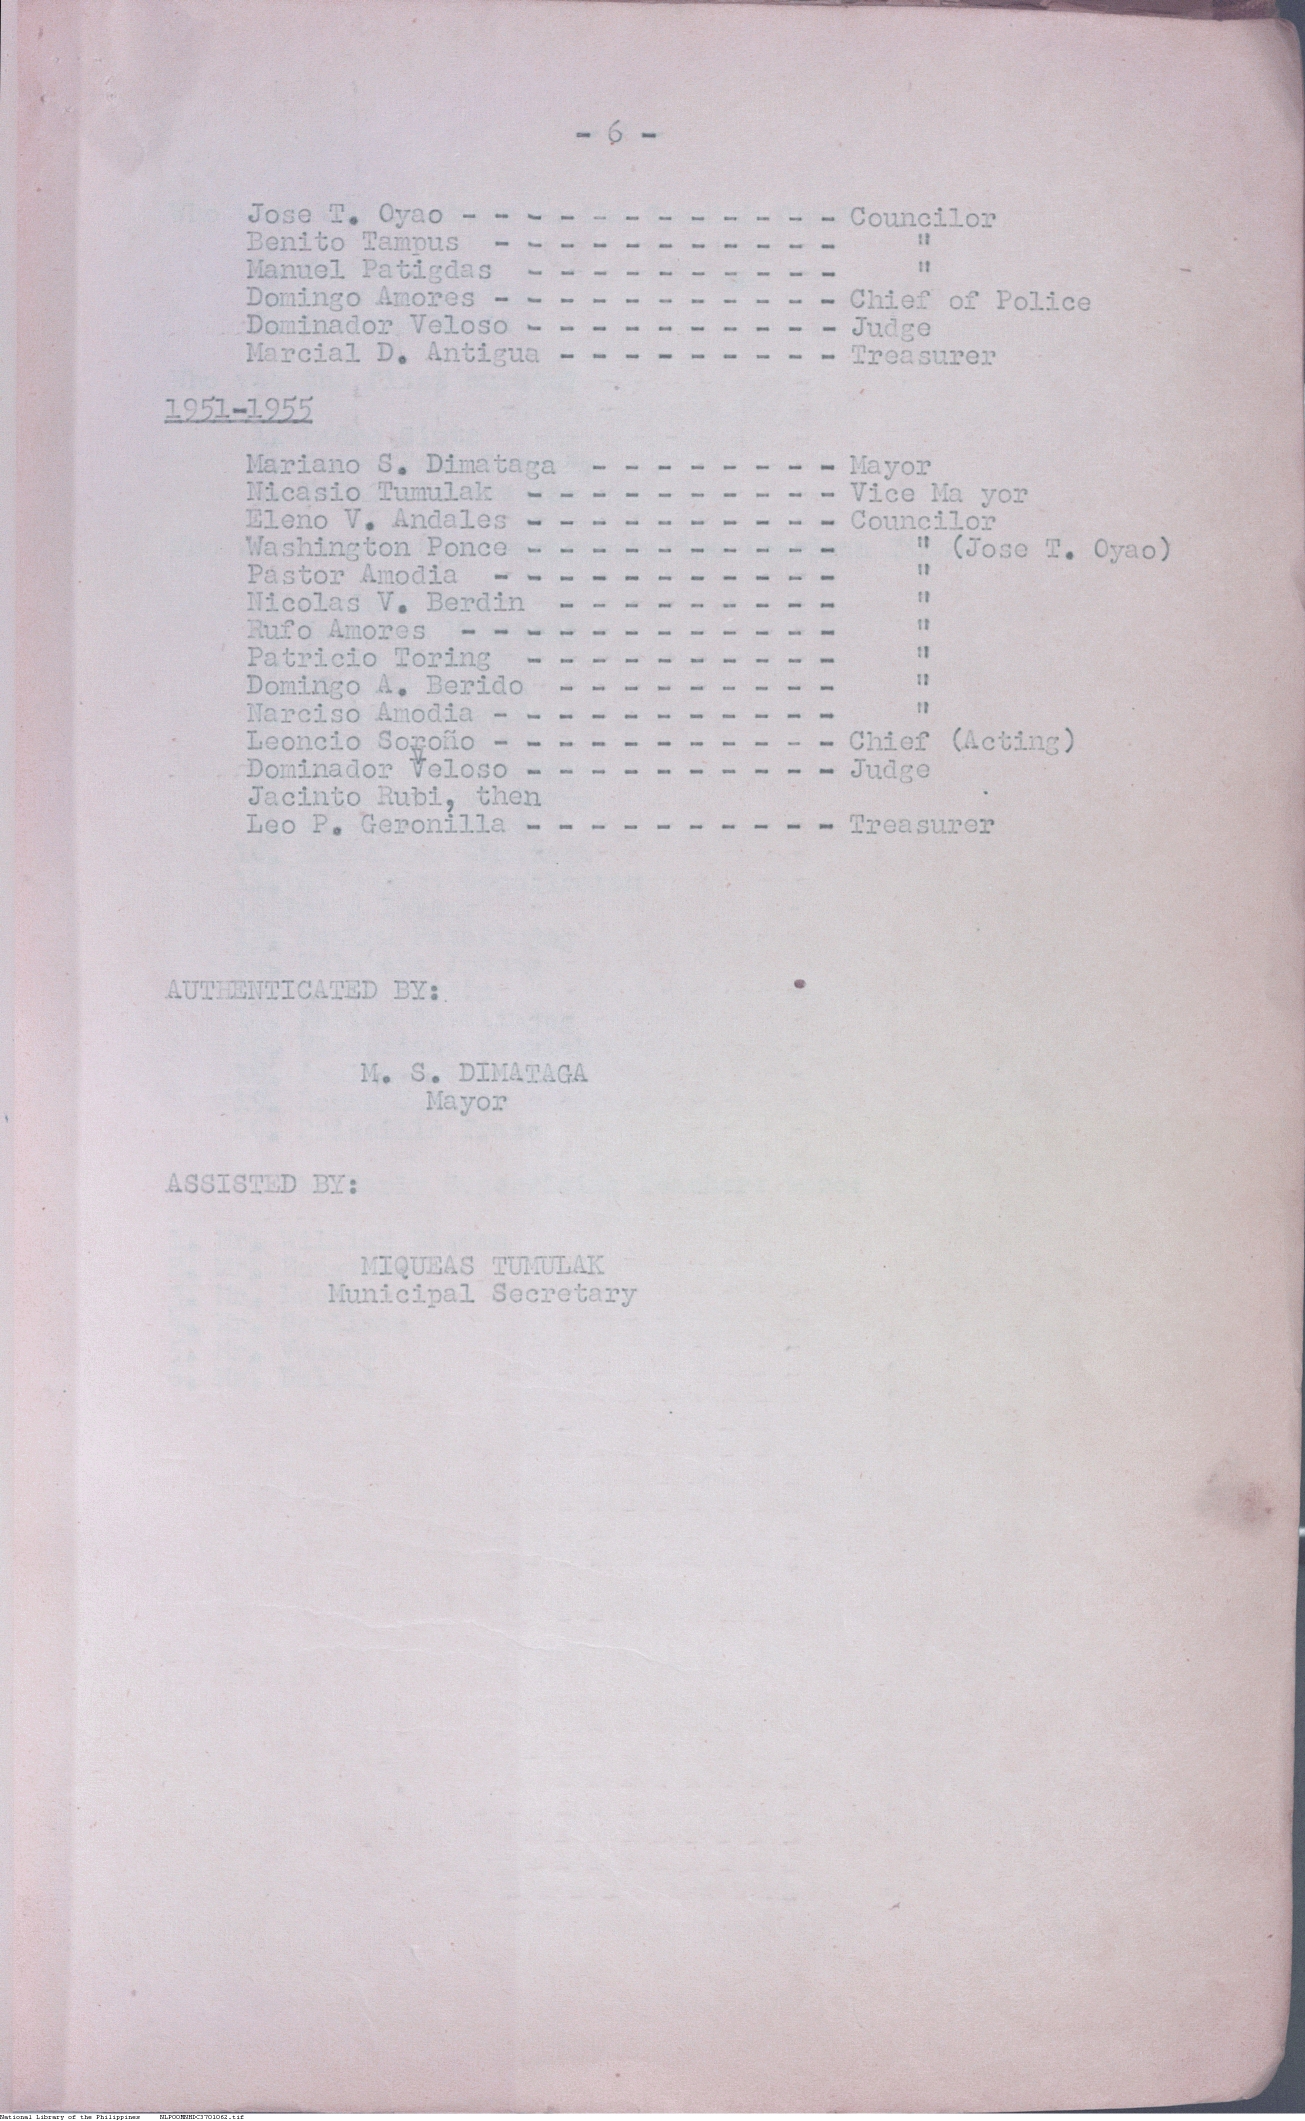 - 6 -
Jose T. Oyao - - - - - - - - - - - - Councilor
Benito Tampus - - - - - - - - - - - "
Manuel Patigdas - - - - - - - - - - "
Domingo Amores - - - - - - - - - - - Chief of Police
Dominador Veloso - - - - - - - - - - Judge
Marcial D. Antigua - - - - - - - - - Treasurer
1951-1955
Mariano S. Dimataga - - - - - - - - Mayor
Nicasio Tumulak - - - - - - - - - - Vice Ma yor
Eleno V. Andales - - - - - - - - - - Councilor
Washington Ponce - - - - - - - - - - " (Jose T. Oyao)
Pastor Amodia - - - - - - - - - - - "
Nicolas V. Berdin - - - - - - - - - "
Rufo Amores - - - - - - - - - - - - "
Patricio Toring - - - - - - - - - - "
Domingo A. Berido - - - - - - - - - "
Narciso Amodia - - - - - - - - - - - "
Leoncio Soroño - - - - - - - - - - - Chief (Acting)
Dominador Veloso - - - - - - - - - - Judge
Jacinto Rubi, then
Leo P. Geronilla - - - - - - - - - - Treasurer
AUTHENTICATED BY:
M. S. DIMATAGA
Mayor
ASSISTED BY:
MIQUEAS TUMULAK
Municipal Secretary
National Library of the Philippines NLPOOMNHDC3701062.tif